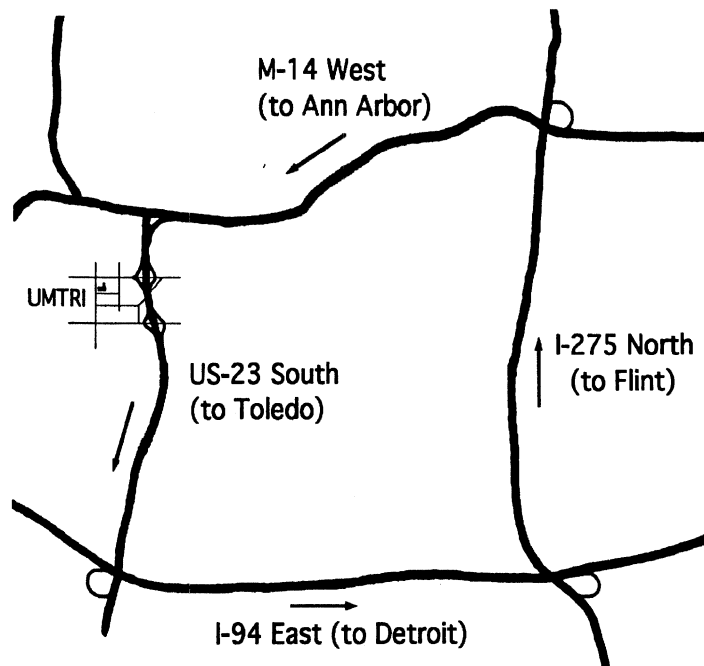 M-14 West
(to Ann Arbor)
UMTRI
I-275 North
(to Flint)
US-23 South
(to Toledo)
I-94 East (to Detroit)